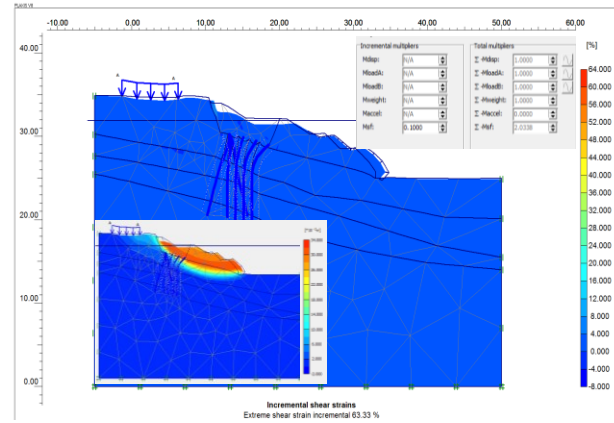 PLAXIS V8
-10.00 0.00 10.00 20.00 30.00 40.00 50.00 60.00
40.00
30.00
20.00
10.00
0.00
A A
Incremental multipliers
Mdisp: N/A
MloadA: N/A
MloadB: N/A
Mweight: N/A
Maccel: N/A
Msf: 0.1000
Total multipliers
Σ -Mdisp: 1.0000
Σ -MloadA: 1.0000
Σ -MloadB: 1.0000
Σ -Mweight: 1.0000
Σ -Maccel: 0.0000
Σ -Msf: 2.0338
[%]
64.000
60.000
56.000
52.000
48.000
44.000
40.000
36.000
32.000
28.000
24.000
20.000
16.000
12.000
8.000
4.000
0.000
-4.000
-8.000
Incremental shear strains
Extreme shear strain incremental 63.33 %